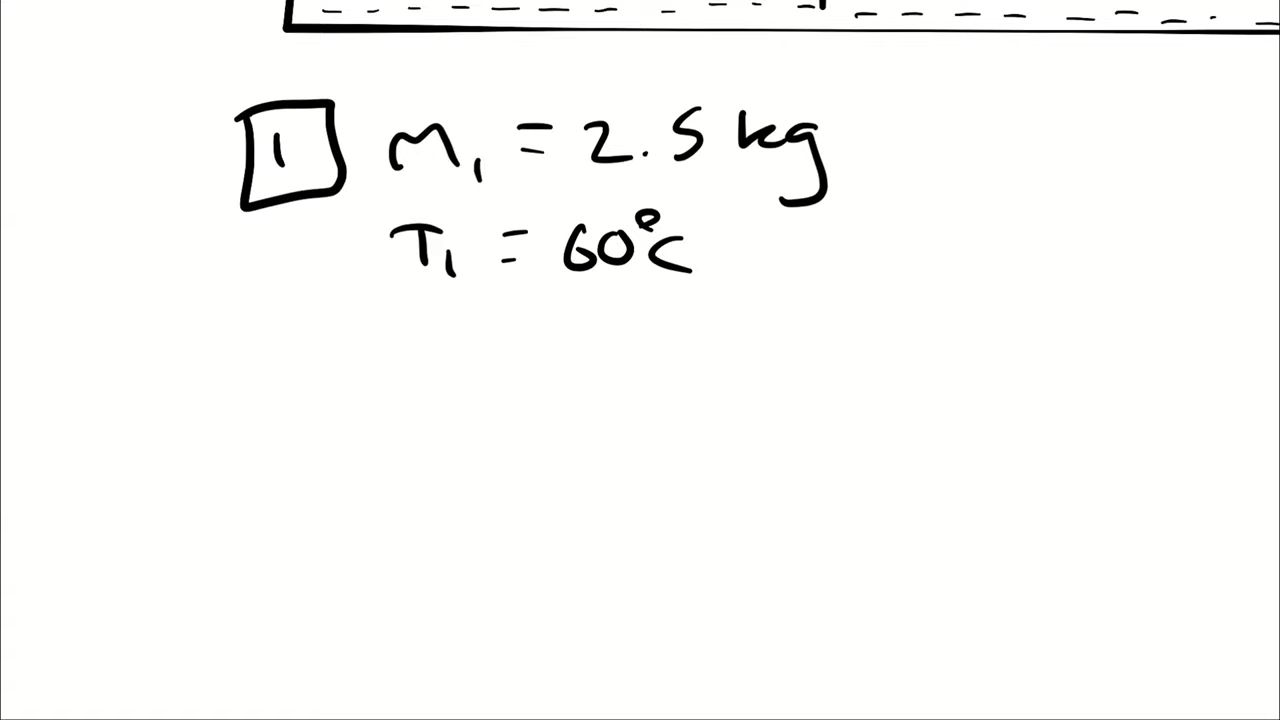 1 M₁ = 2.5 kg
T₁ = 60°C